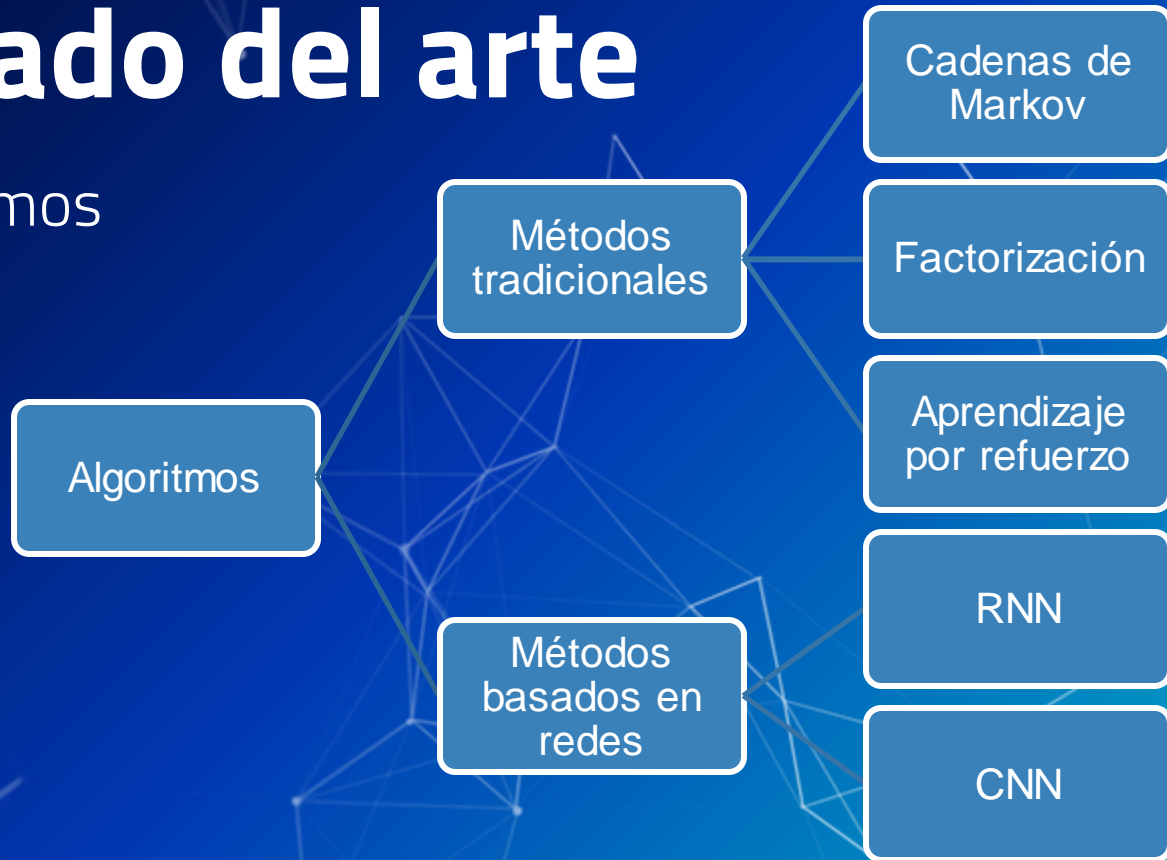 ado del arte
mos
Cadenas de
Markov
Métodos
tradicionales
Factorización
Aprendizaje
por refuerzo
Algoritmos
RNN
Métodos
basados en
redes
CNN